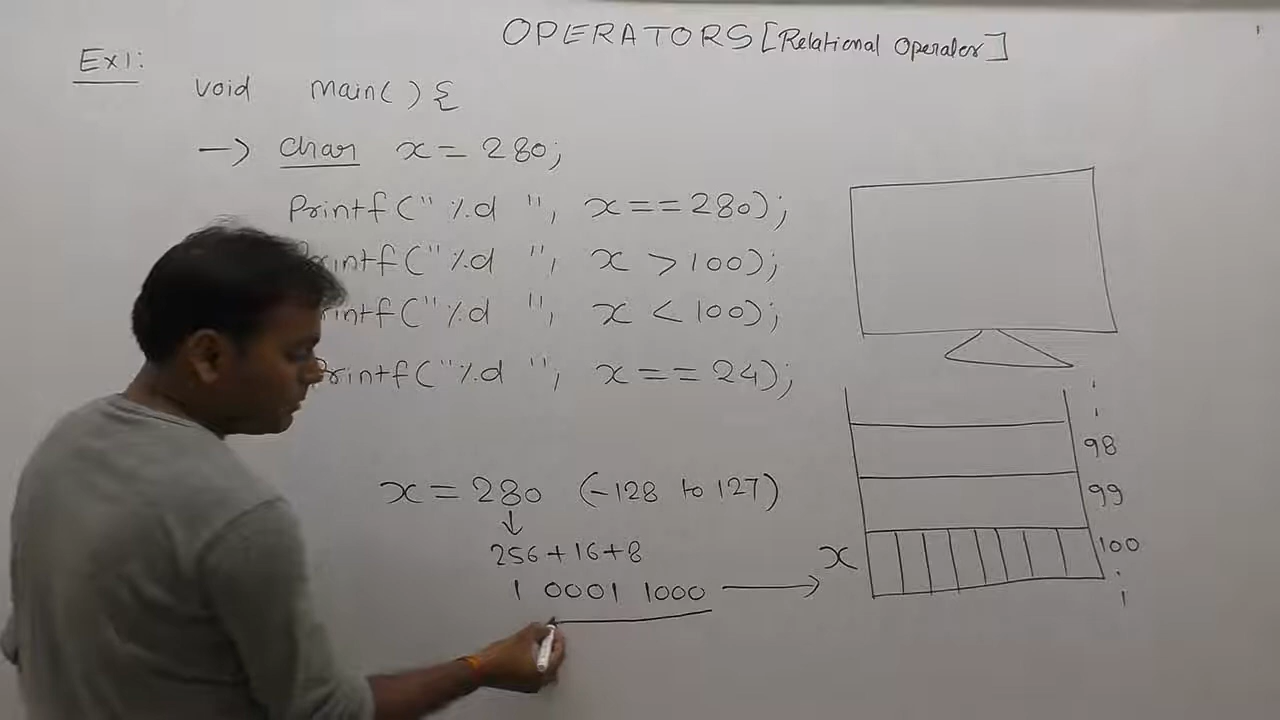 OPERATORS [Relational Operator]
Ex1:
void main( ) {
→ char x = 280;
Printf(" %d ", x == 280);
rintf(" %d ", x > 100);
rintf(" %d ", x < 100);
Printf(" %d ", x == 24);
x = 280 (-128 to 127)
↓
256 + 16 + 8
1 0001 1000 →
98
99
x 100